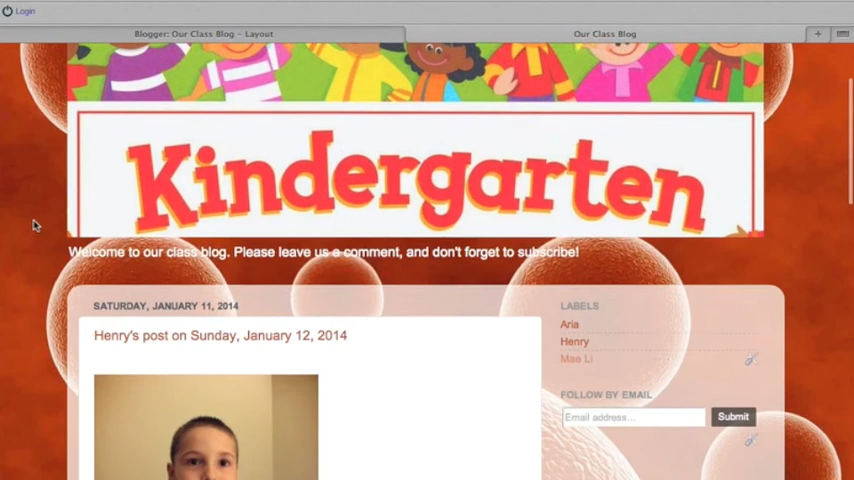 Login
Blogger: Our Class Blog - Layout
Our Class Blog
+
Kindergarten
Welcome to our class blog. Please leave us a comment, and don't forget to subscribe!
SATURDAY, JANUARY 11, 2014
Henry's post on Sunday, January 12, 2014
LABELS
Aria
Henry
Mae Li
FOLLOW BY EMAIL
Email address...
Submit